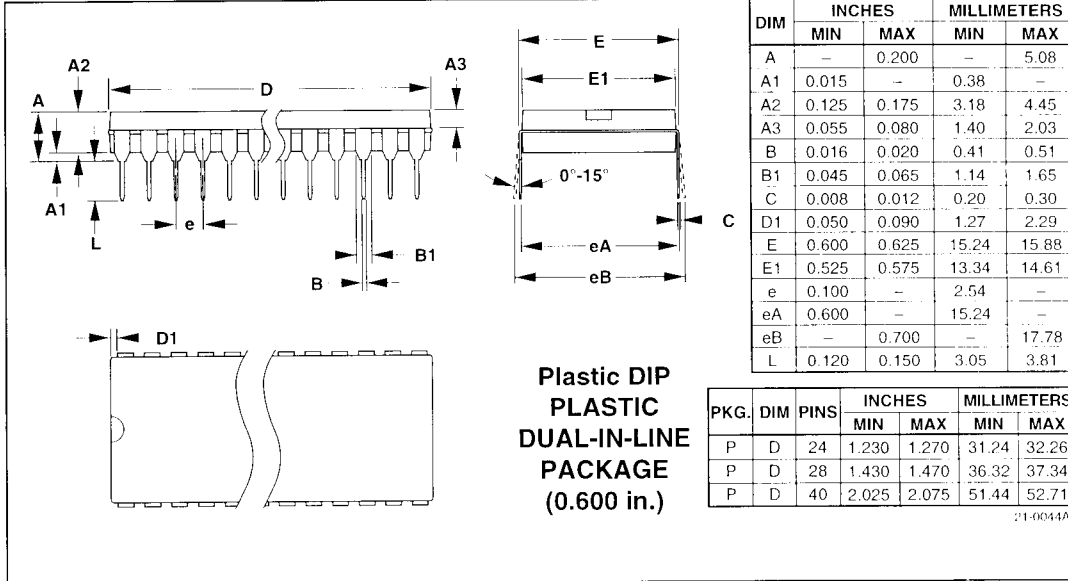 A2
A
D
A3
A1
L
e
B1
B
E
E1
0°-15°
C
eA
eB
D1
Plastic DIP
PLASTIC
DUAL-IN-LINE
PACKAGE
(0.600 in.)
DIM INCHES MILLIMETERS
MIN MAX MIN MAX
A – 0.200 – 5.08
A1 0.015 – 0.38 –
A2 0.125 0.175 3.18 4.45
A3 0.055 0.080 1.40 2.03
B 0.016 0.020 0.41 0.51
B1 0.045 0.065 1.14 1.65
C 0.008 0.012 0.20 0.30
D1 0.050 0.090 1.27 2.29
E 0.600 0.625 15.24 15.88
E1 0.525 0.575 13.34 14.61
e 0.100 – 2.54 –
eA 0.600 – 15.24 –
eB – 0.700 – 17.78
L 0.120 0.150 3.05 3.81
PKG. DIM PINS INCHES MILLIMETERS
MIN MAX MIN MAX
P D 24 1.230 1.270 31.24 32.26
P D 28 1.430 1.470 36.32 37.34
P D 40 2.025 2.075 51.44 52.71
21-0044A